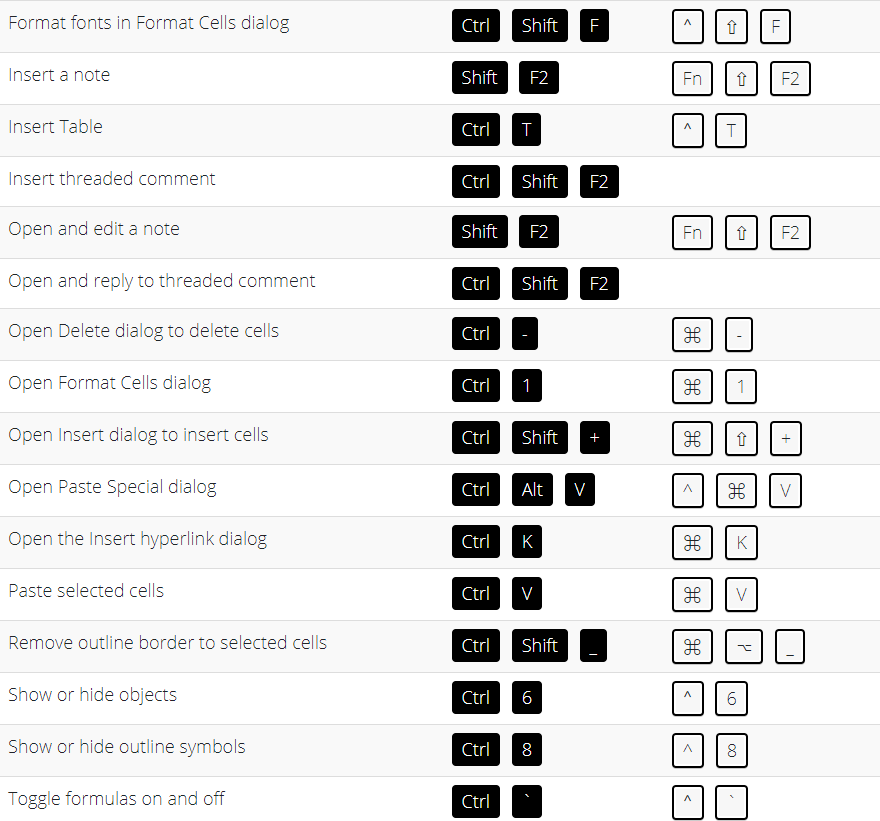 Format fonts in Format Cells dialog Ctrl Shift F ^ ⇧ F
Insert a note Shift F2 Fn ⇧ F2
Insert Table Ctrl T ^ T
Insert threaded comment Ctrl Shift F2
Open and edit a note Shift F2 Fn ⇧ F2
Open and reply to threaded comment Ctrl Shift F2
Open Delete dialog to delete cells Ctrl - ⌘ -
Open Format Cells dialog Ctrl 1 ⌘ 1
Open Insert dialog to insert cells Ctrl Shift + ⌘ ⇧ +
Open Paste Special dialog Ctrl Alt V ^ ⌘ V
Open the Insert hyperlink dialog Ctrl K ⌘ K
Paste selected cells Ctrl V ⌘ V
Remove outline border to selected cells Ctrl Shift _ ⌘ ⌥ _
Show or hide objects Ctrl 6 ^ 6
Show or hide outline symbols Ctrl 8 ^ 8
Toggle formulas on and off Ctrl ` ^ `